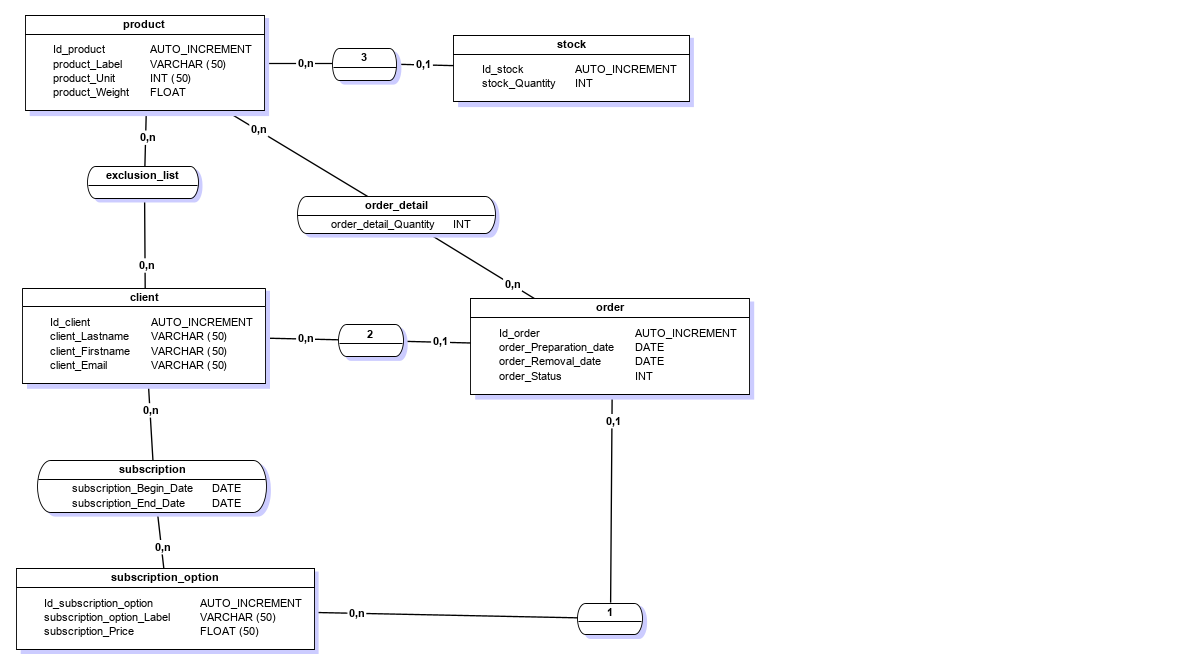 product
Id_product AUTO_INCREMENT
product_Label VARCHAR (50)
product_Unit INT (50)
product_Weight FLOAT
0,n
3
0,1
stock
Id_stock AUTO_INCREMENT
stock_Quantity INT
0,n
0,n
exclusion_list
order_detail
order_detail_Quantity INT
0,n
0,n
client
Id_client AUTO_INCREMENT
client_Lastname VARCHAR (50)
client_Firstname VARCHAR (50)
client_Email VARCHAR (50)
0,n
2
0,1
order
Id_order AUTO_INCREMENT
order_Preparation_date DATE
order_Removal_date DATE
order_Status INT
0,n
0,1
subscription
subscription_Begin_Date DATE
subscription_End_Date DATE
0,n
subscription_option
Id_subscription_option AUTO_INCREMENT
subscription_option_Label VARCHAR (50)
subscription_Price FLOAT (50)
0,n
1